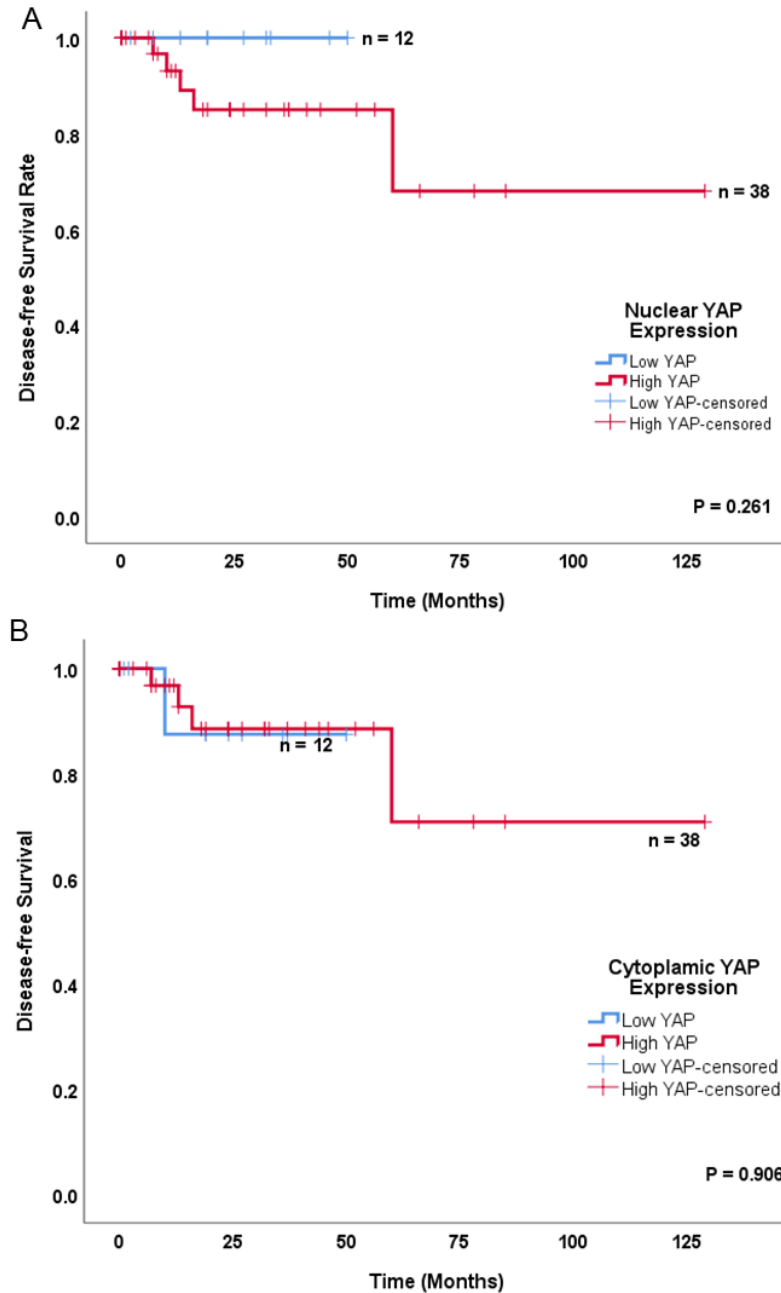 A
1.0
0.8
0.6
0.4
0.2
0.0
Disease-free Survival Rate
n = 12
n = 38
Nuclear YAP
Expression
Low YAP
High YAP
Low YAP-censored
High YAP-censored
P = 0.261
0 25 50 75 100 125
Time (Months)
B
1.0
0.8
0.6
0.4
0.2
0.0
Disease-free Survival
n = 12
n = 38
Cytoplamic YAP
Expression
Low YAP
High YAP
Low YAP-censored
High YAP-censored
P = 0.906
0 25 50 75 100 125
Time (Months)